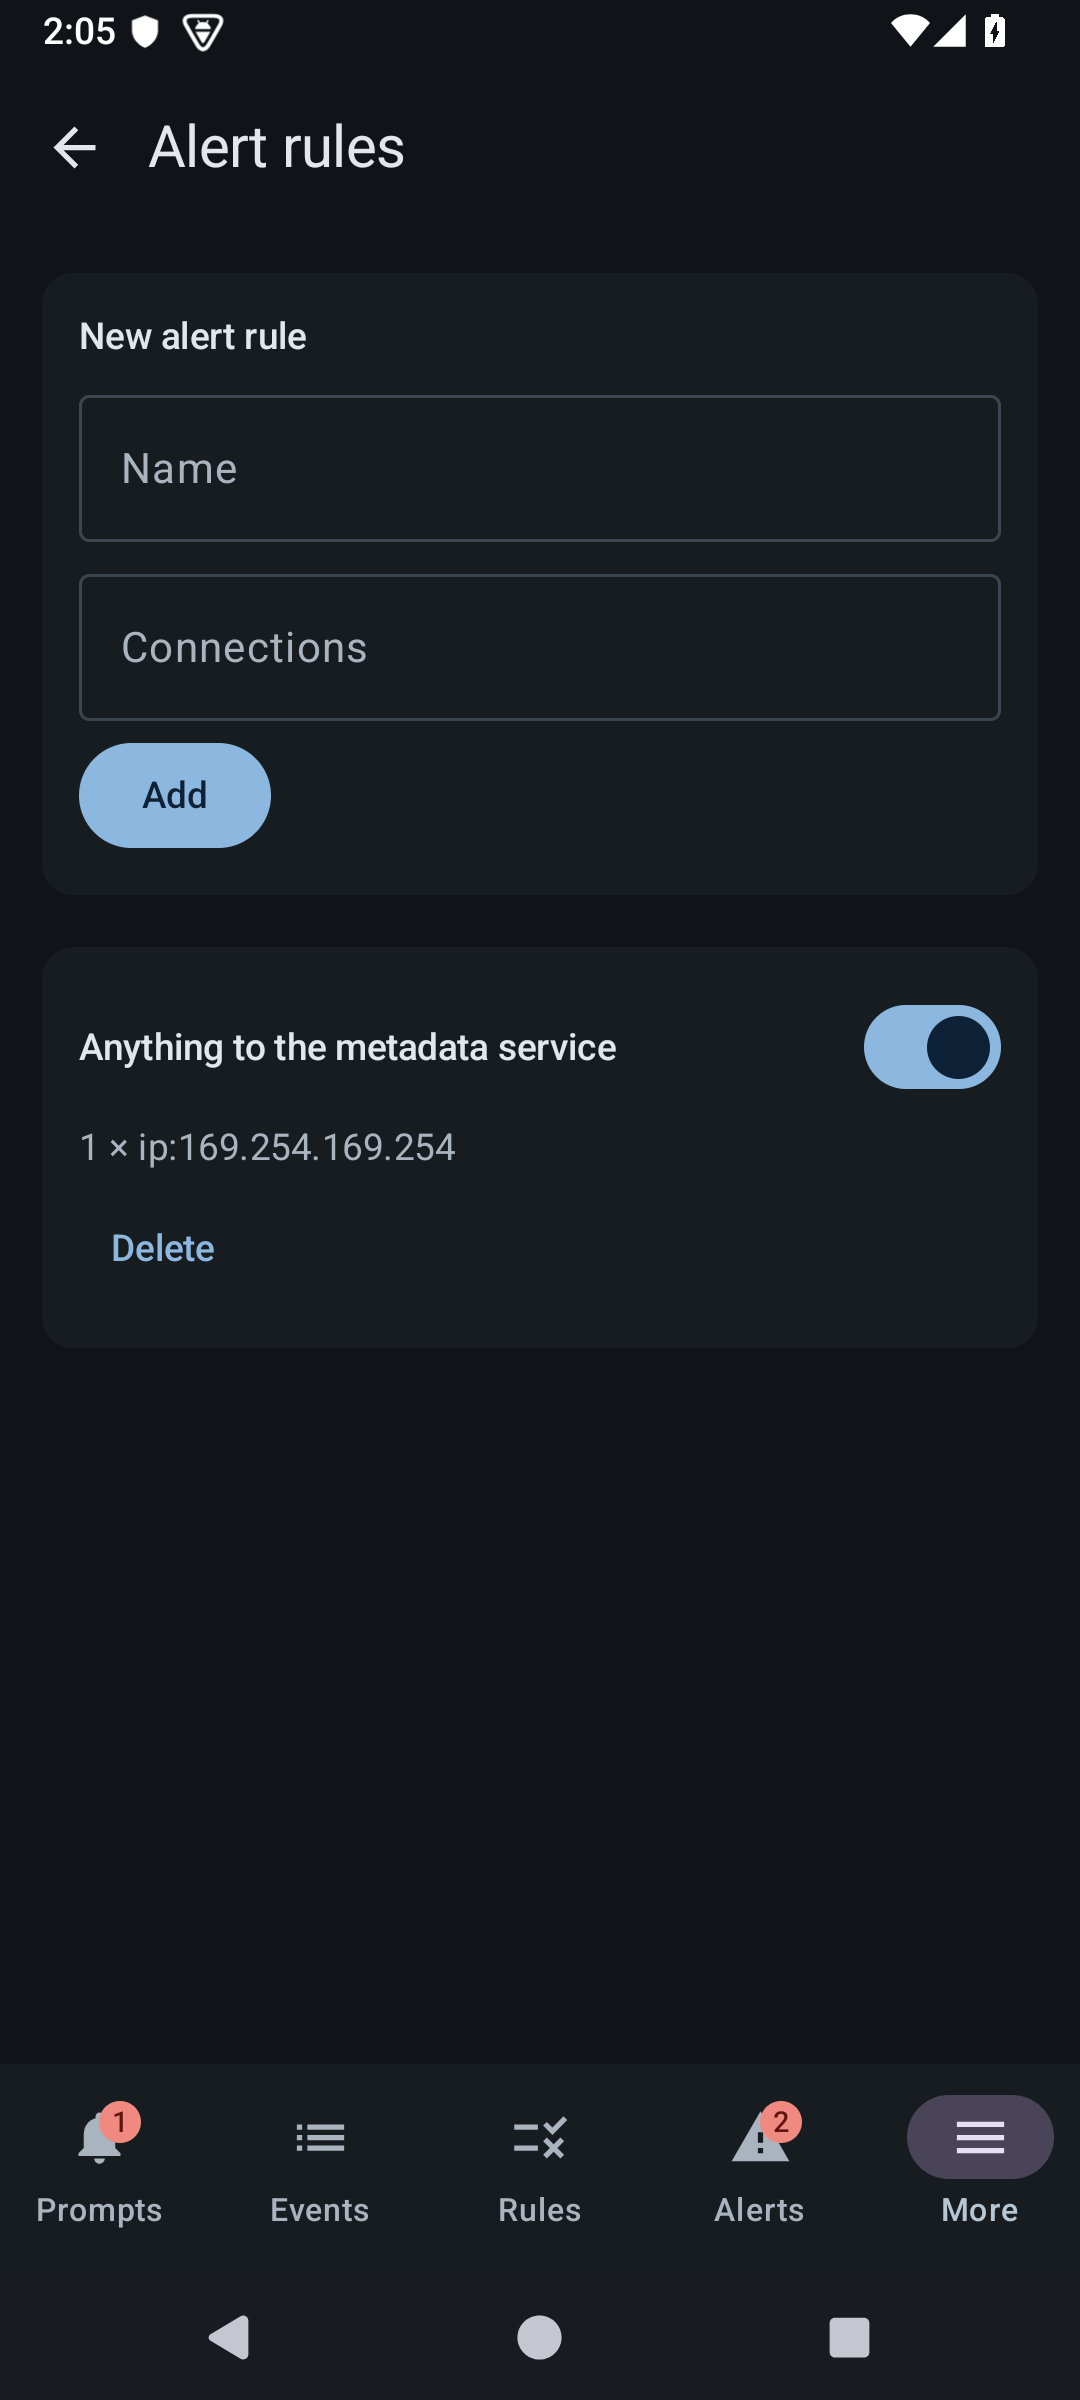 2:05
Alert rules
New alert rule
Name
Connections
Add
Anything to the metadata service
1 × ip:169.254.169.254
Delete
1
2
Prompts
Events
Rules
Alerts
More